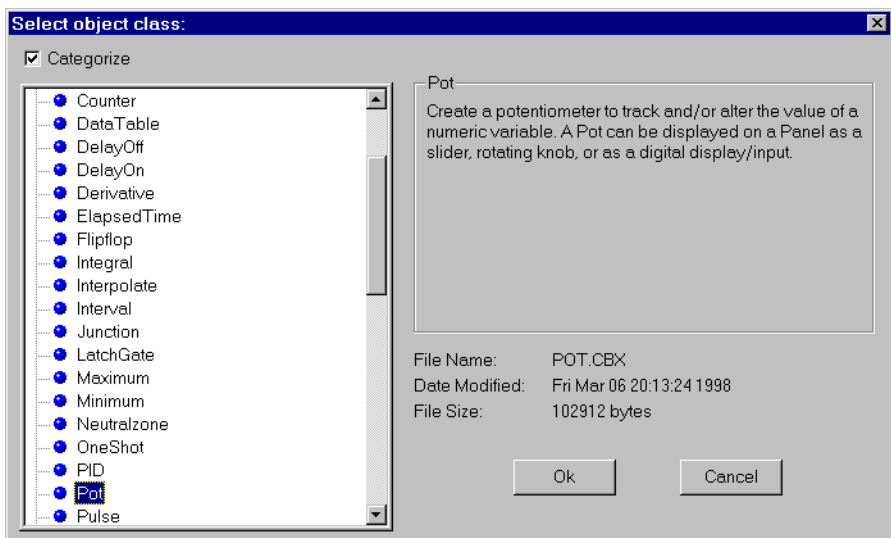 Select object class:
Categorize
Counter
DataTable
DelayOff
DelayOn
Derivative
ElapsedTime
Flipflop
Integral
Interpolate
Interval
Junction
LatchGate
Maximum
Minimum
Neutralzone
OneShot
PID
Pot
Pulse
Pot
Create a potentiometer to track and/or alter the value of a
numeric variable. A Pot can be displayed on a Panel as a
slider, rotating knob, or as a digital display/input.
File Name: POT.CBX
Date Modified: Fri Mar 06 20:13:24 1998
File Size: 102912 bytes
Ok Cancel